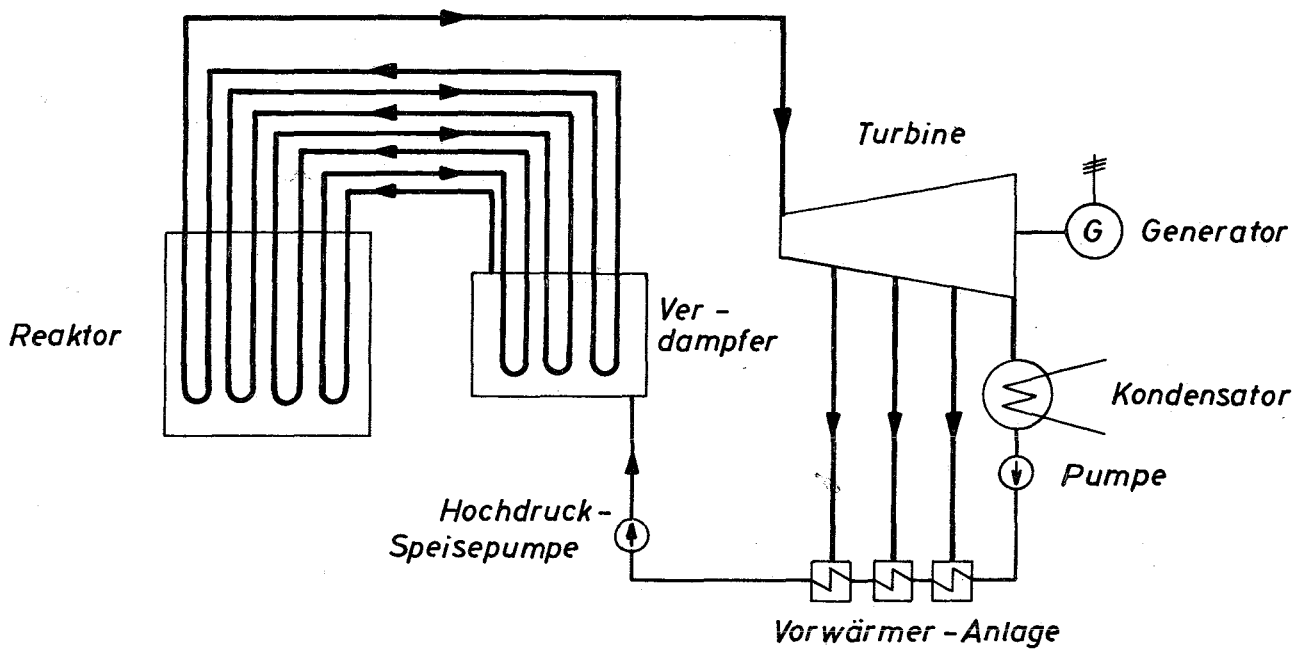 Turbine
G
Generator
Reaktor
Ver-
dampfer
Kondensator
Pumpe
Hochdruck-
Speisepumpe
Vorwärmer-Anlage